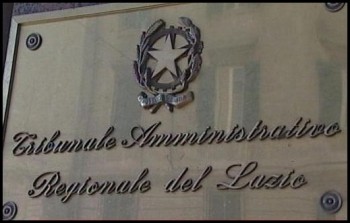 Tribunale Amministrativo
Regionale del Lazio